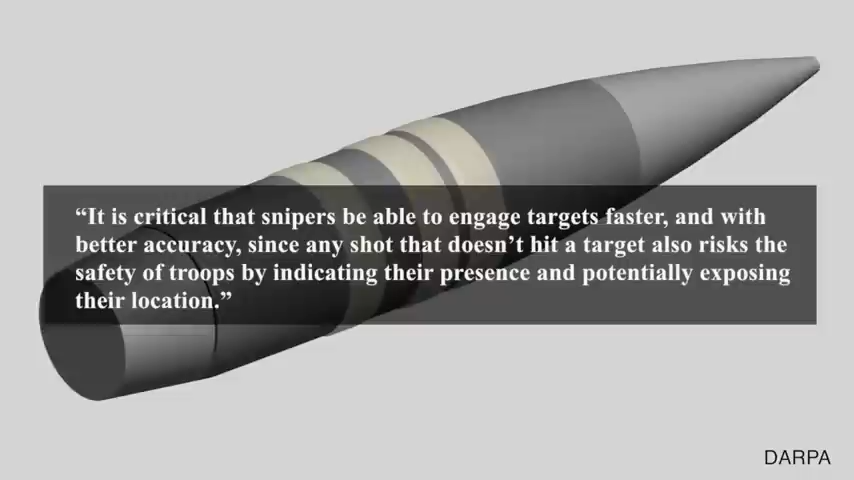 “It is critical that snipers be able to engage targets faster, and with
better accuracy, since any shot that doesn’t hit a target also risks the
safety of troops by indicating their presence and potentially exposing
their location.”
DARPA